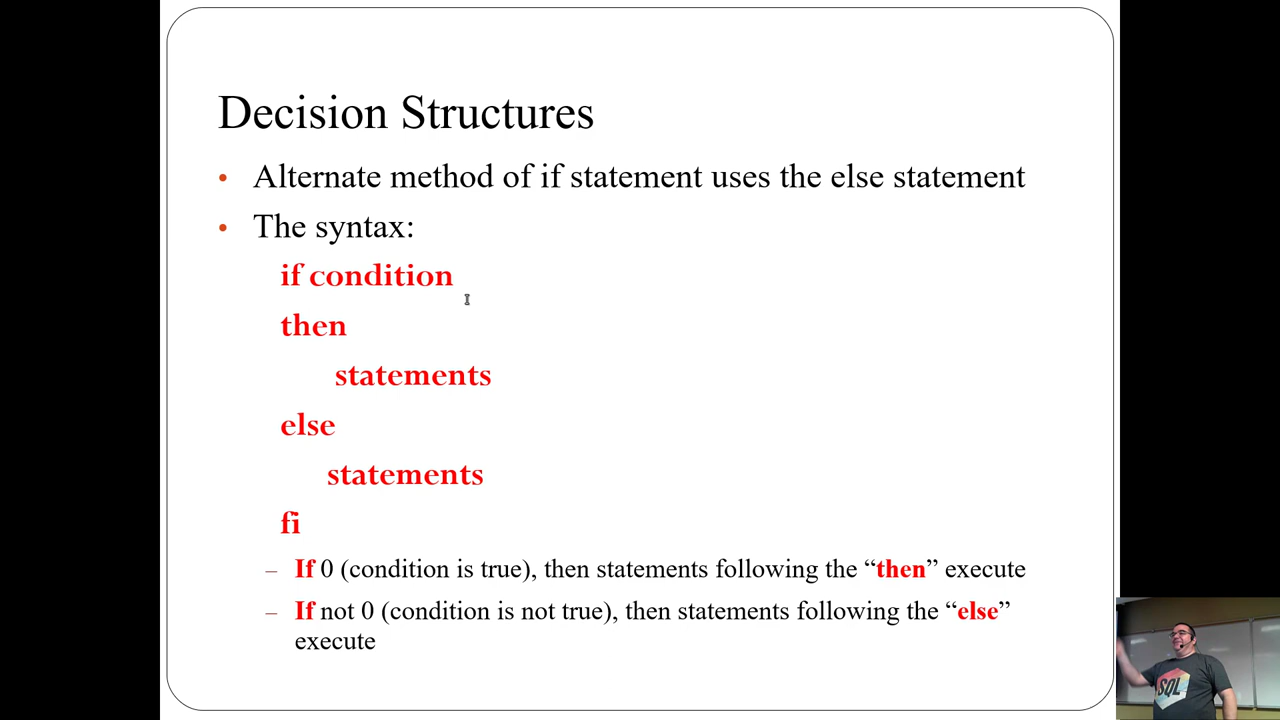 Decision Structures
• Alternate method of if statement uses the else statement
• The syntax:
if condition
then
statements
else
statements
fi
– If 0 (condition is true), then statements following the “then” execute
– If not 0 (condition is not true), then statements following the “else”
execute
SQL